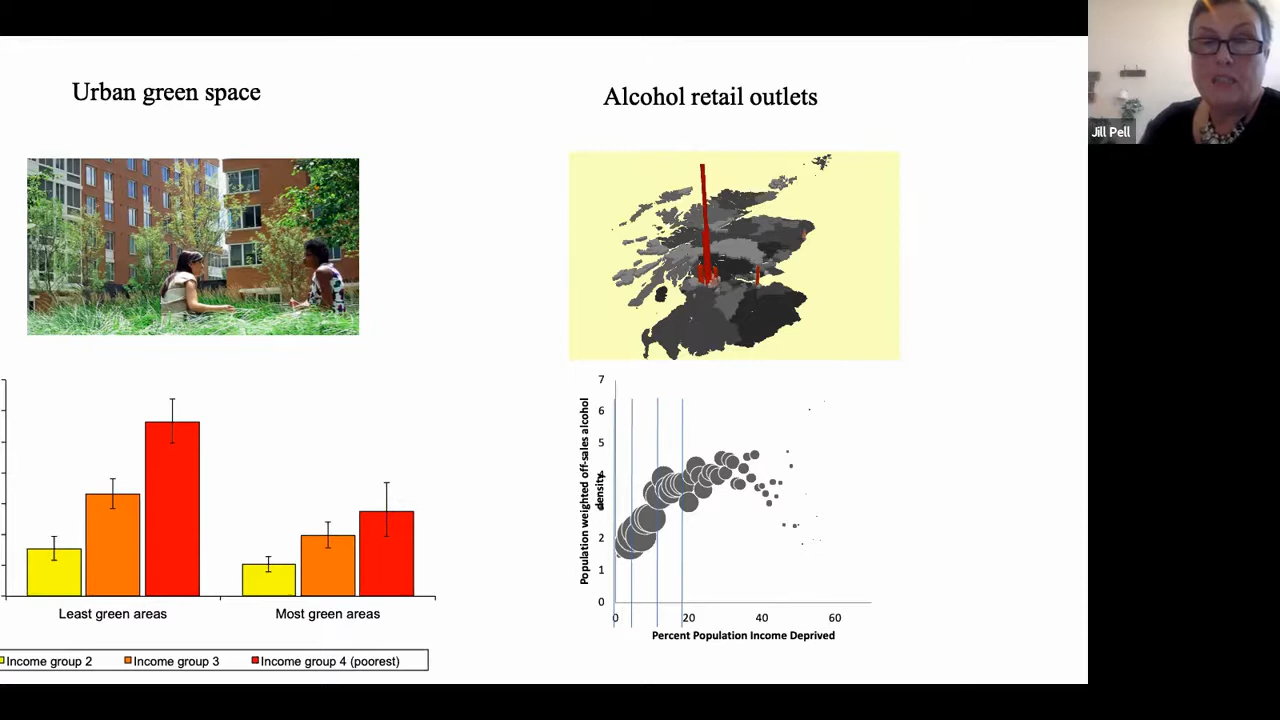 Urban green space
Alcohol retail outlets
Jill Pell
Least green areas
Most green areas
Income group 2
Income group 3
Income group 4 (poorest)
Population weighted off-sales alcohol
density
7
6
5
4
3
2
1
0
0
20
40
60
Percent Population Income Deprived